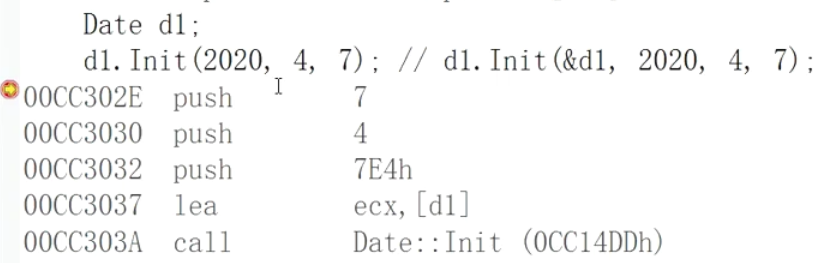 Date d1;
d1.Init(2020, 4, 7); // d1.Init(&d1, 2020, 4, 7);
00CC302E push 7
00CC3030 push 4
00CC3032 push 7E4h
00CC3037 lea ecx,[d1]
00CC303A call Date::Init (0CC14DDh)